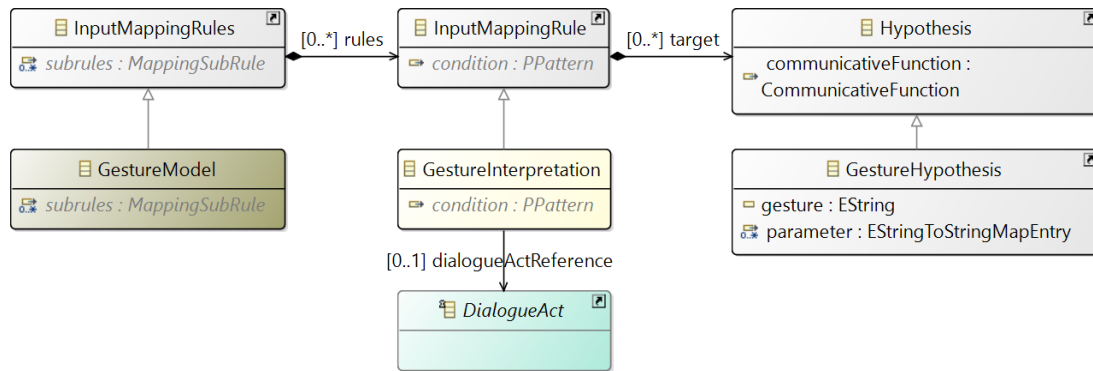 InputMappingRules
subrules : MappingSubRule
[0..*] rules
InputMappingRule
condition : PPattern
[0..*] target
Hypothesis
communicativeFunction :
CommunicativeFunction
GestureModel
subrules : MappingSubRule
GestureInterpretation
condition : PPattern
GestureHypothesis
gesture : EString
parameter : EStringToStringMapEntry
[0..1] dialogueActReference
DialogueAct